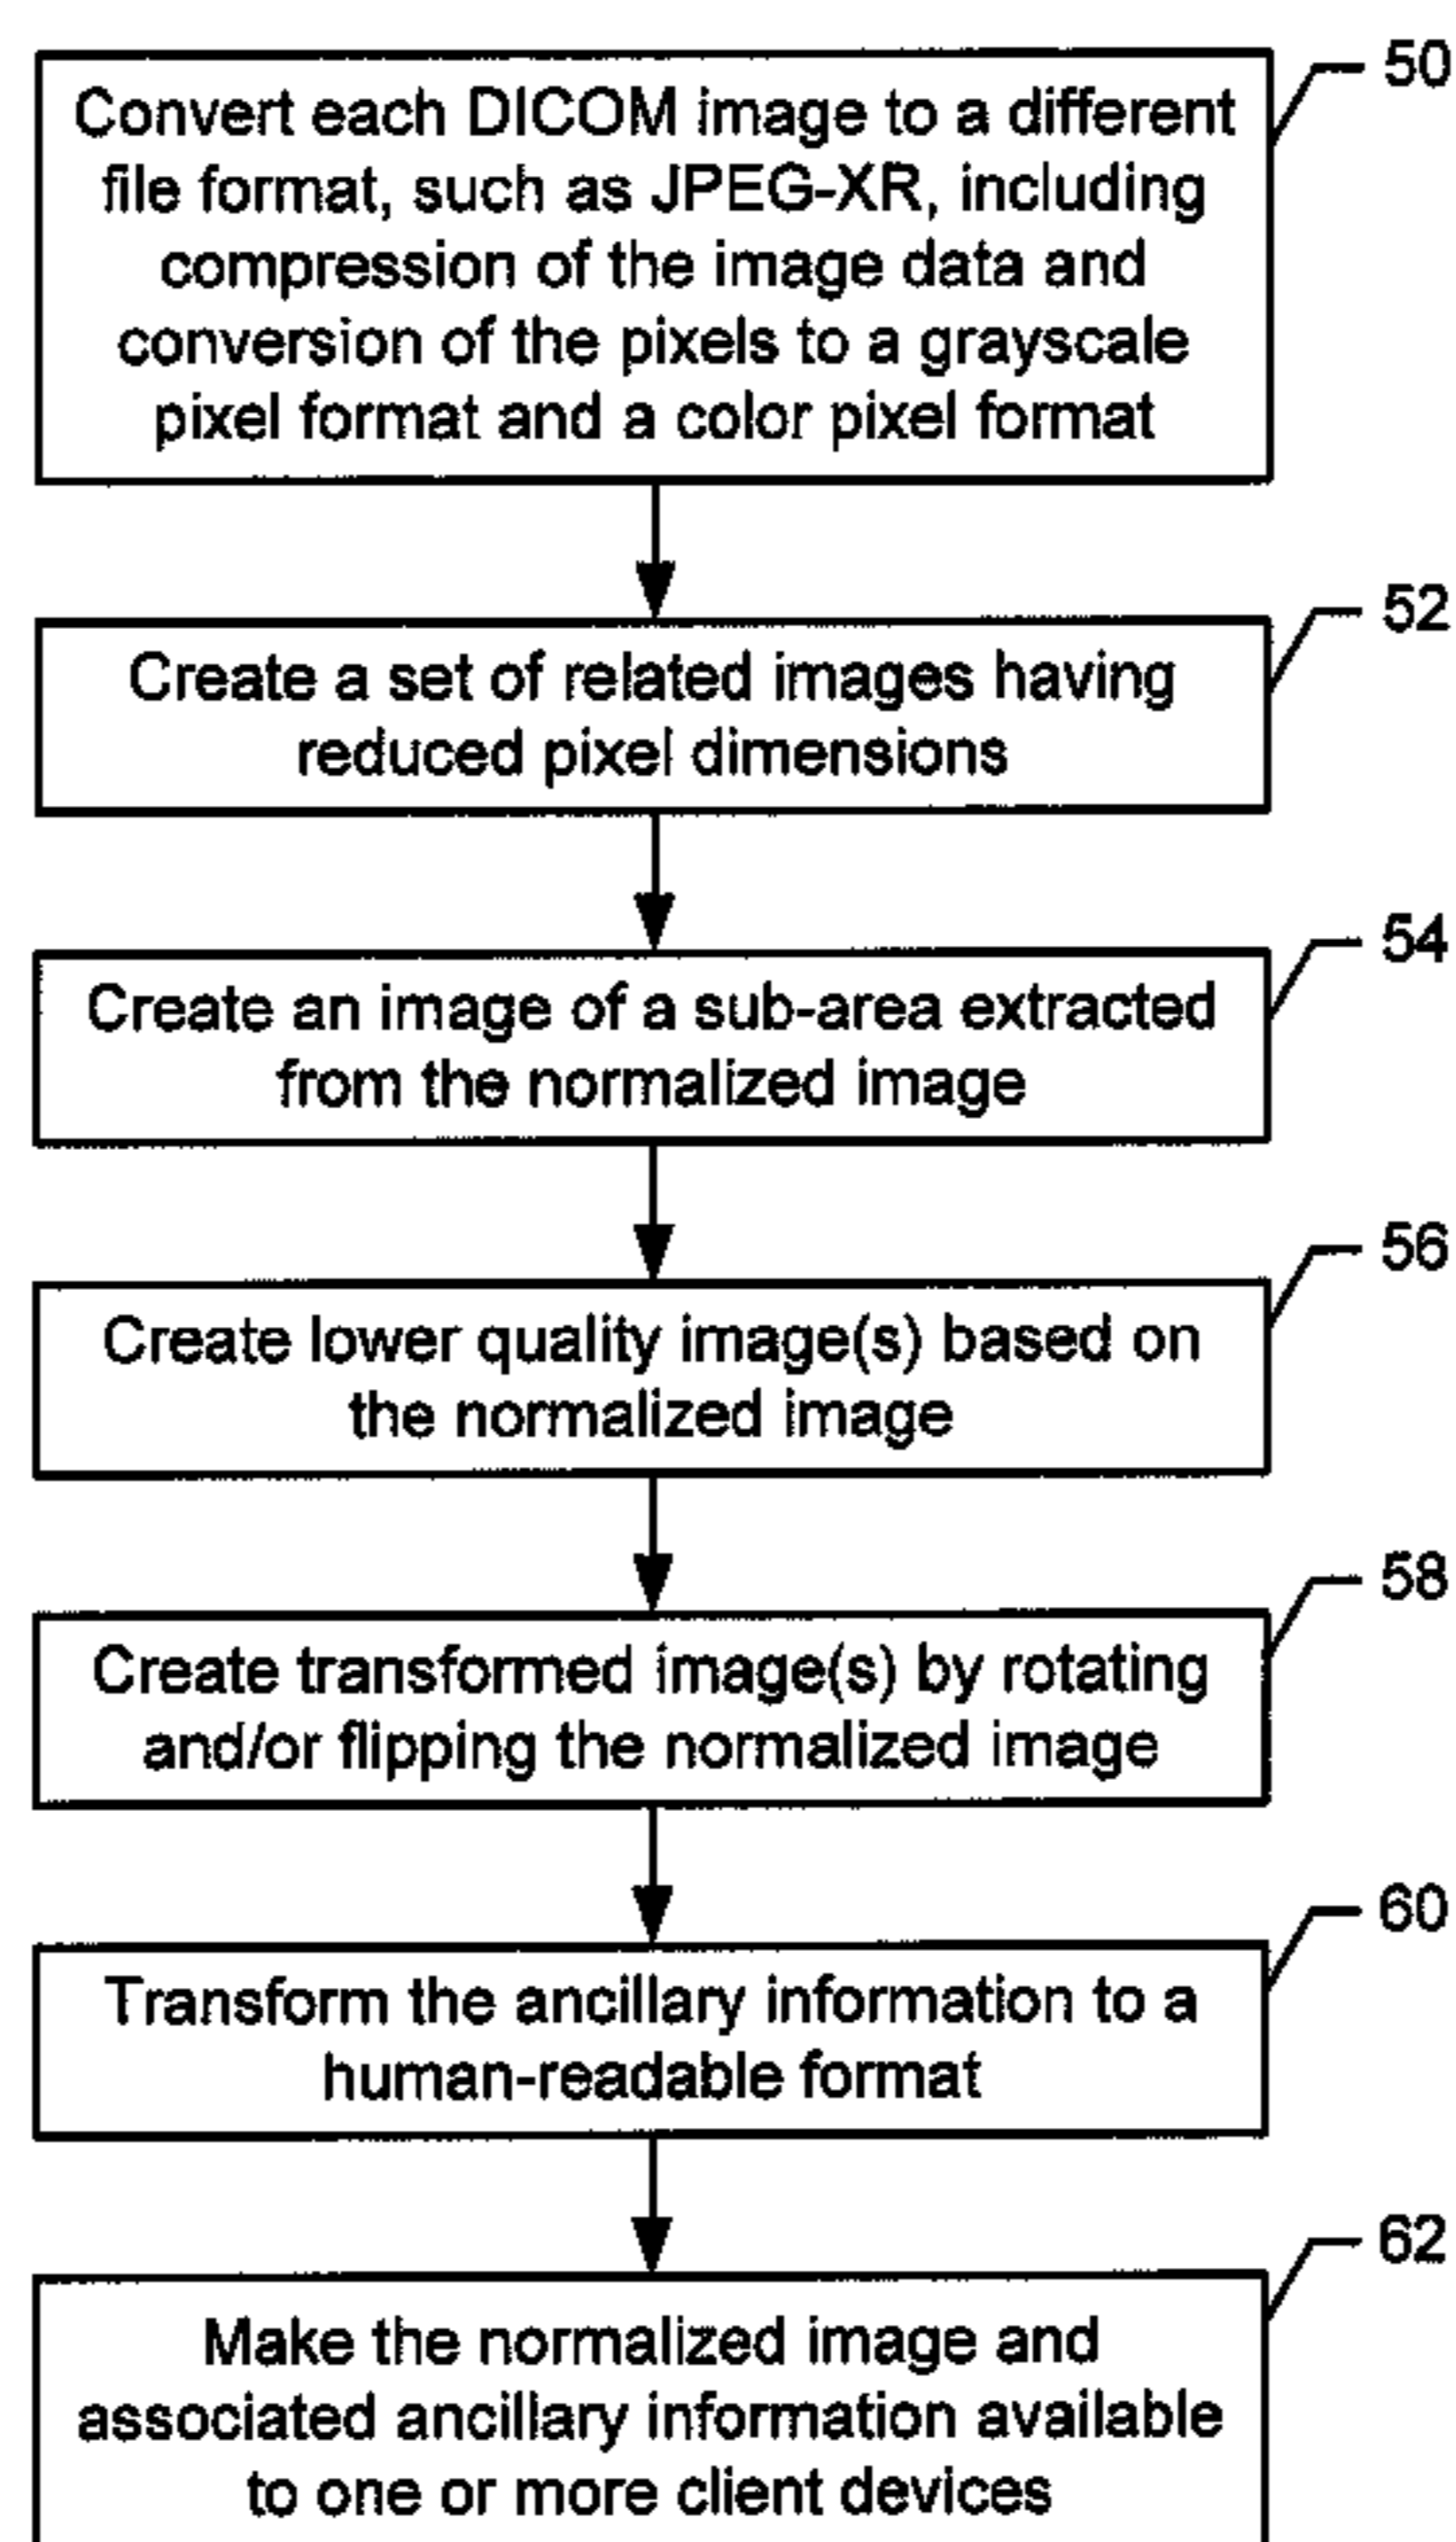 50
Convert each DICOM image to a different
file format, such as JPEG-XR, including
compression of the image data and
conversion of the pixels to a grayscale
pixel format and a color pixel format
52
Create a set of related images having
reduced pixel dimensions
54
Create an image of a sub-area extracted
from the normalized image
56
Create lower quality image(s) based on
the normalized image
58
Create transformed image(s) by rotating
and/or flipping the normalized image
60
Transform the ancillary information to a
human-readable format
62
Make the normalized image and
associated ancillary information available
to one or more client devices